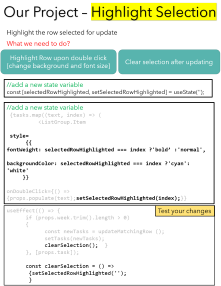 Our Project – Highlight Selection
Highlight the row selected for update
What we need to do?
Highlight Row upon double click
(change background and font size)
Clear selection after updating
//add a new state variable
const [selectedRowHighlighted, setSelectedRowHighlighted] = useState('');
//add a new state variable
{tasks.map((text, index) => (
<ListGroup.Item
style=
{{
fontWeight: selectedRowHighlighted === index ?'bold' :'normal',
backgroundColor: selectedRowHighlighted === index ?'cyan':
'white'
}}
onDoubleClick={() =>
{props.populate(text);setSelectedRowHighlighted(index);}}
Test your changes
useEffect(() => {
if (props.newt.trim().length > 0)
{
const newTasks = updateMatchingRow ();
setTasks(newTasks);
clearSelection(); }
}, [props.task]);
const clearSelection = () =>
{setSelectedRowHighlighted('');
}